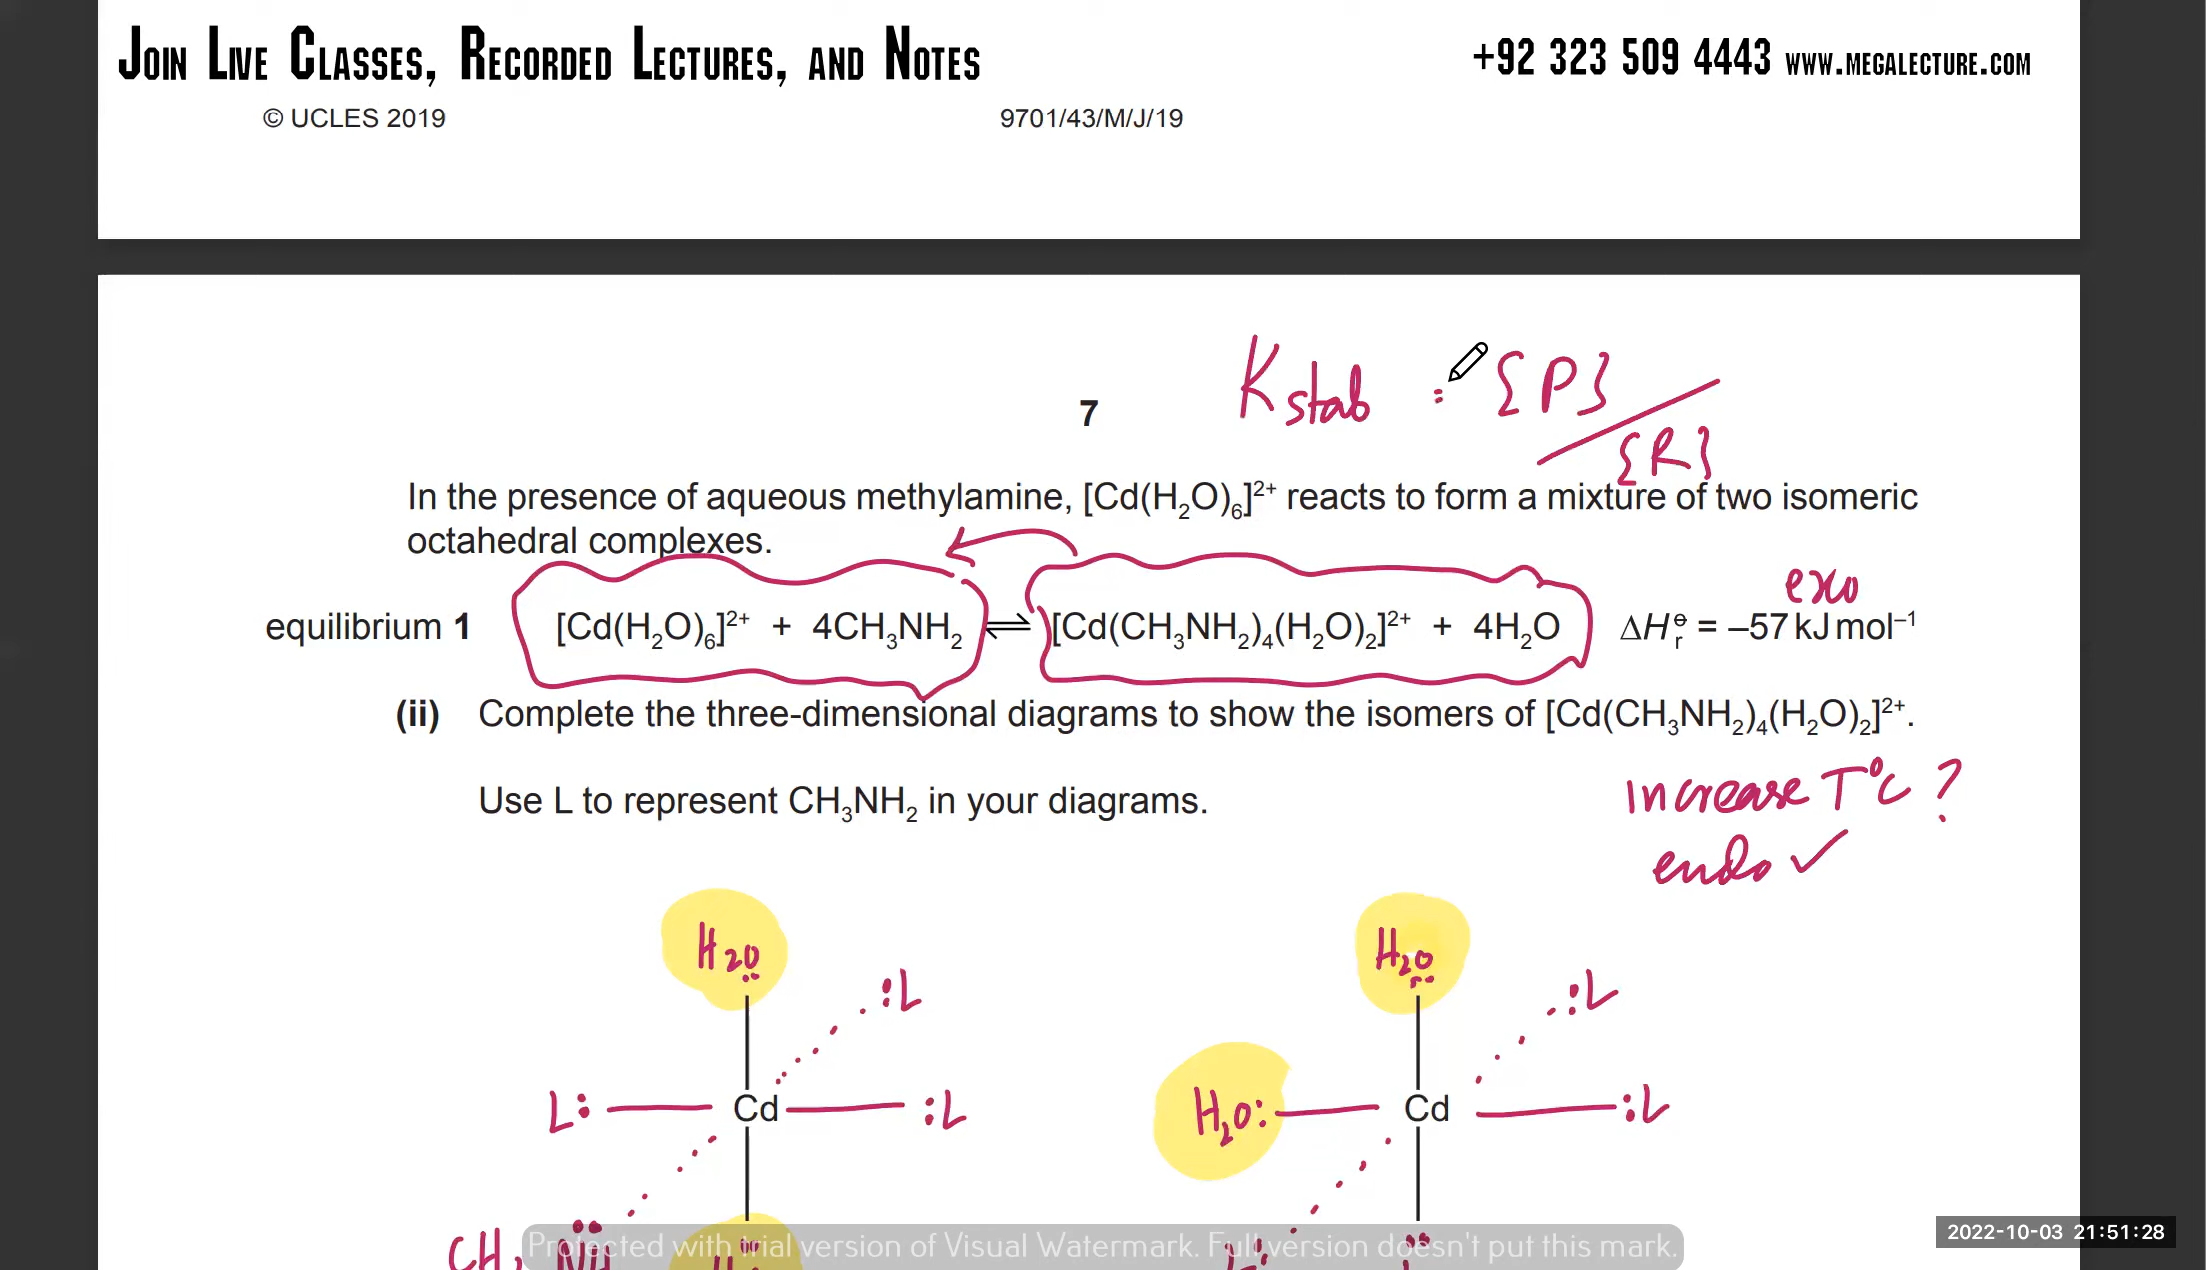 JOIN LIVE CLASSES, RECORDED LECTURES, AND NOTES
+92 323 509 4443 WWW.MEGALECTURE.COM
© UCLES 2019
9701/43/M/J/19
7
Kstab = {P}
{R}
In the presence of aqueous methylamine, [Cd(H₂O)₆]²⁺ reacts to form a mixture of two isomeric
octahedral complexes.
exo
equilibrium 1 [Cd(H₂O)₆]²⁺ + 4CH₃NH₂ ⇌ [Cd(CH₃NH₂)₄(H₂O)₂]²⁺ + 4H₂O ΔHᵣ⦵ = –57 kJ mol⁻¹
(ii) Complete the three-dimensional diagrams to show the isomers of [Cd(CH₃NH₂)₄(H₂O)₂]²⁺.
Use L to represent CH₃NH₂ in your diagrams.
increase T°C ?
endo ✓
H₂O
:L
L: Cd :L
H₂O
:L
H₂O: Cd :L
Protected with trial version of Visual Watermark. Full version doesn't put this mark.
2022-10-03 21:51:28